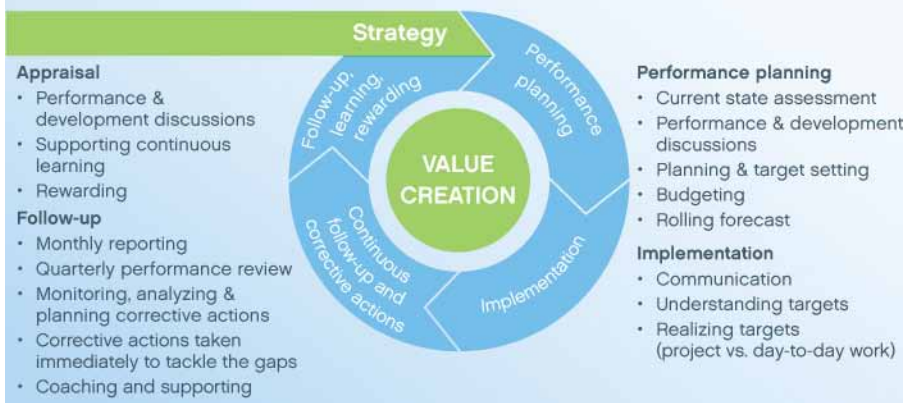 Strategy
Appraisal
• Performance &
development discussions
• Supporting continuous
learning
• Rewarding
Follow-up
• Monthly reporting
• Quarterly performance review
• Monitoring, analyzing &
planning corrective actions
• Corrective actions taken
immediately to tackle the gaps
• Coaching and supporting
Follow-up,
learning,
rewarding
Performance
planning
VALUE
CREATION
Continuous
follow-up and
corrective actions
Implementation
Performance planning
• Current state assessment
• Performance & development
discussions
• Planning & target setting
• Budgeting
• Rolling forecast
Implementation
• Communication
• Understanding targets
• Realizing targets
(project vs. day-to-day work)